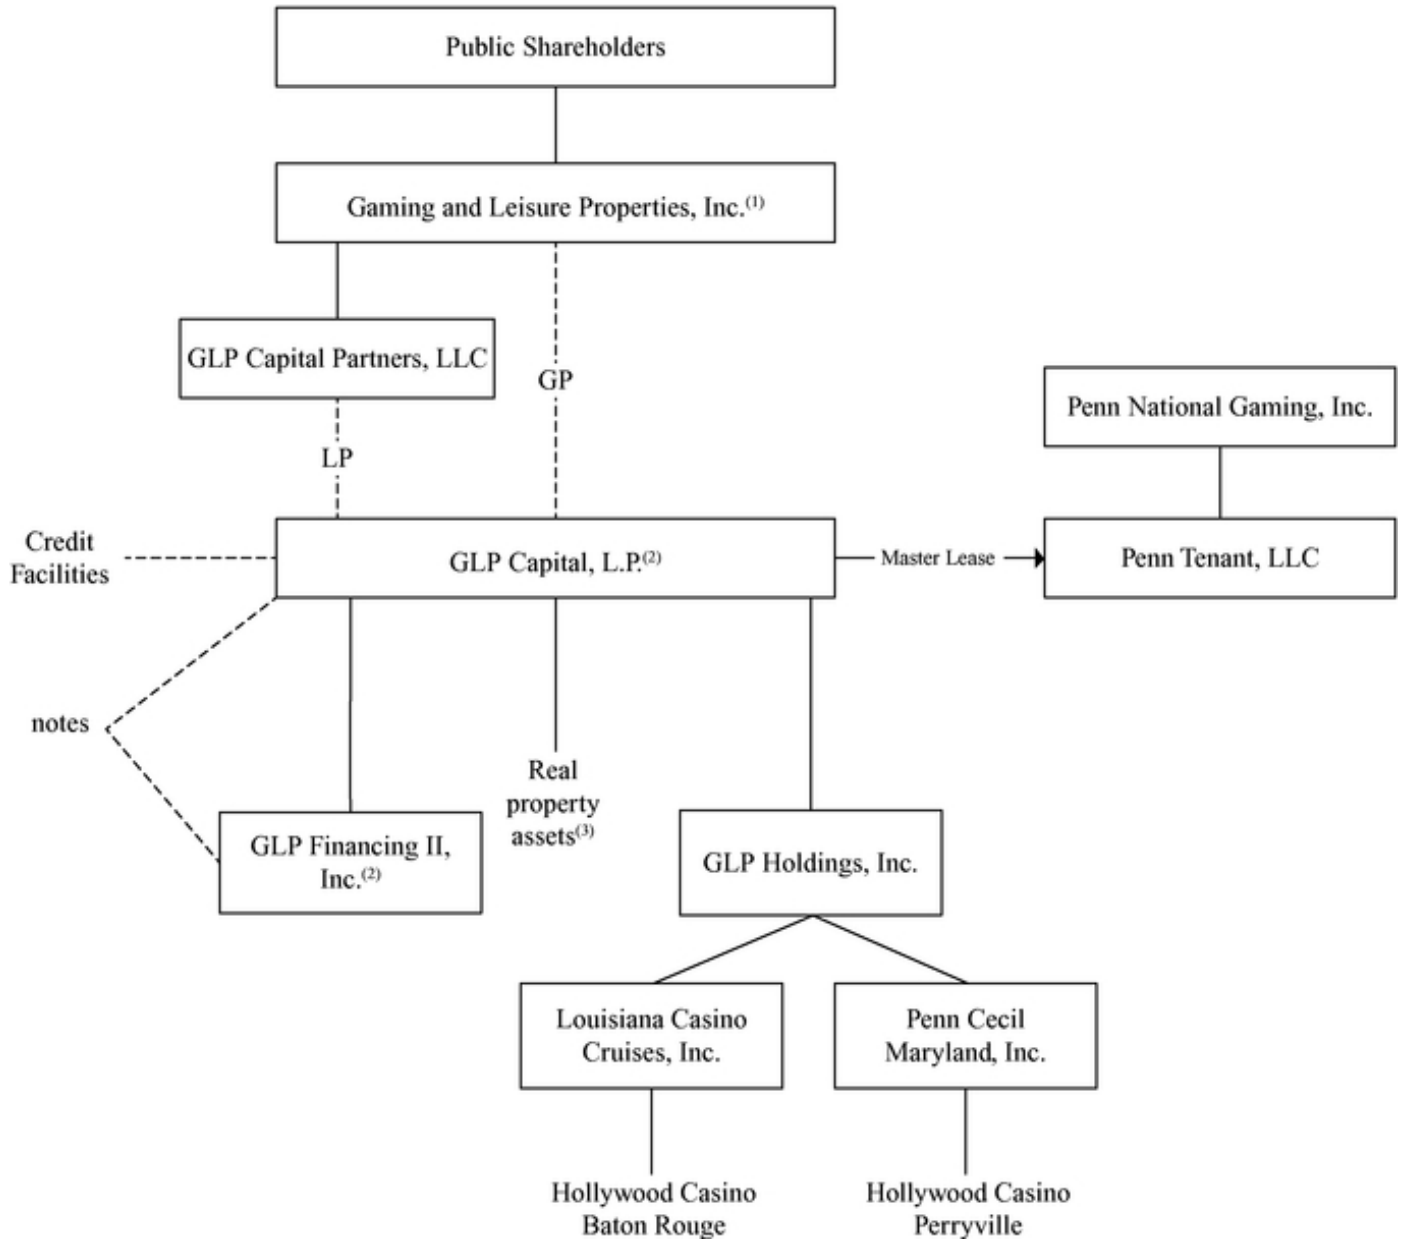 Public Shareholders
Gaming and Leisure Properties, Inc.(1)
GLP Capital Partners, LLC
GP
LP
Penn National Gaming, Inc.
Credit
Facilities
GLP Capital, L.P.(2)
Master Lease
Penn Tenant, LLC
notes
Real
property
assets(3)
GLP Financing II,
Inc.(2)
GLP Holdings, Inc.
Louisiana Casino
Cruises, Inc.
Penn Cecil
Maryland, Inc.
Hollywood Casino
Baton Rouge
Hollywood Casino
Perryville